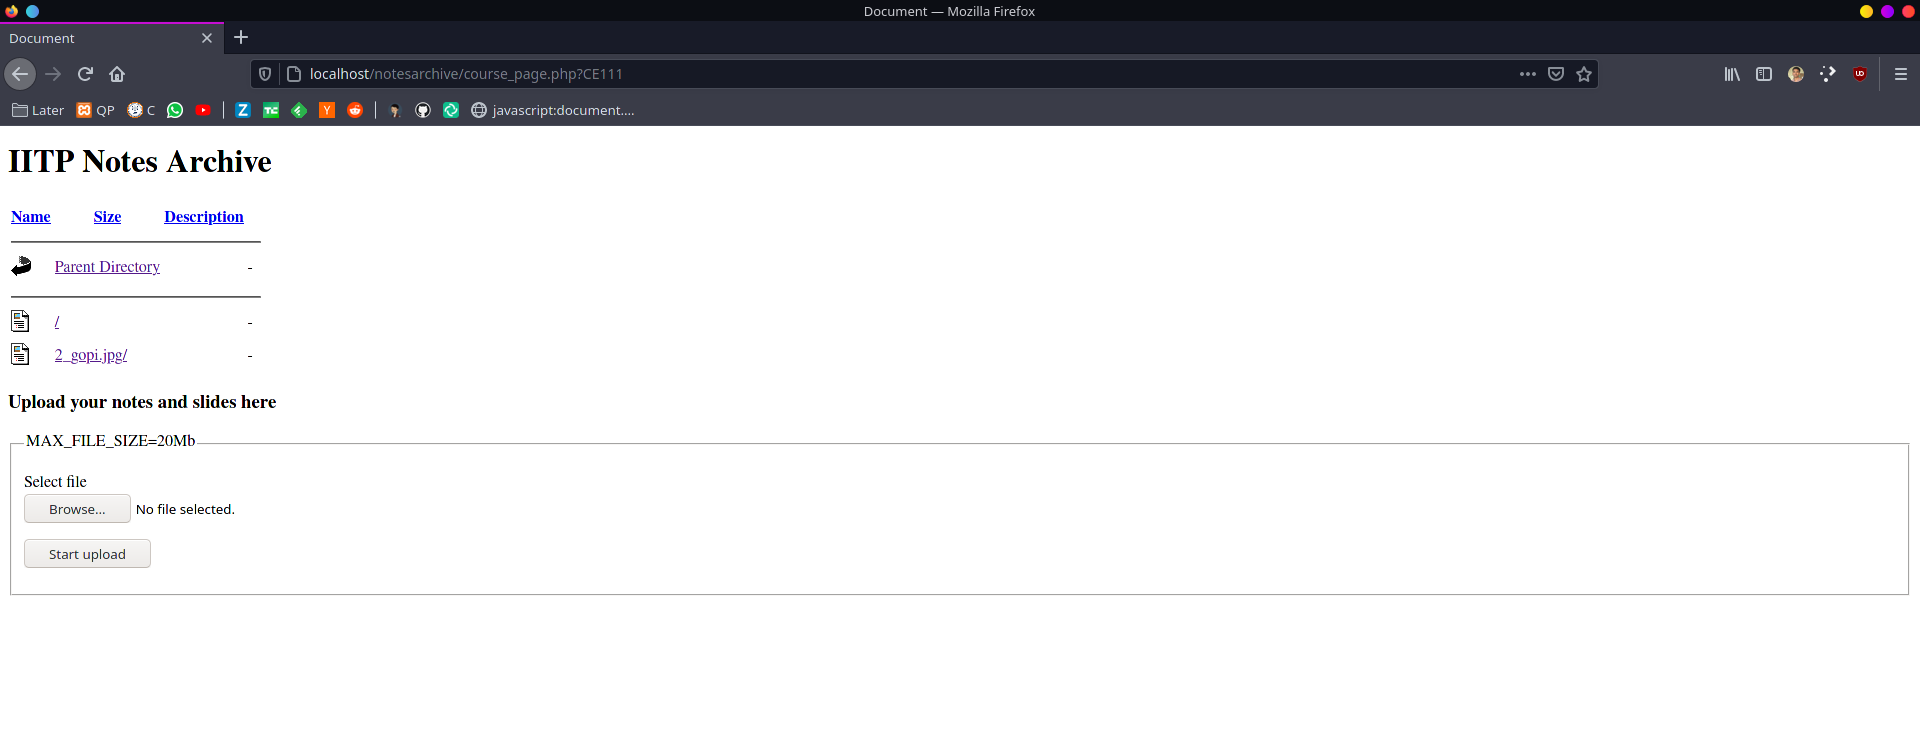 Document — Mozilla Firefox
Document
localhost/notesarchive/course_page.php?CE111
Later QP C Z TC Y javascript:document....
IITP Notes Archive
Name Size Description
Parent Directory -
/ -
2_gopi.jpg/ -
Upload your notes and slides here
MAX_FILE_SIZE=20Mb
Select file
Browse... No file selected.
Start upload